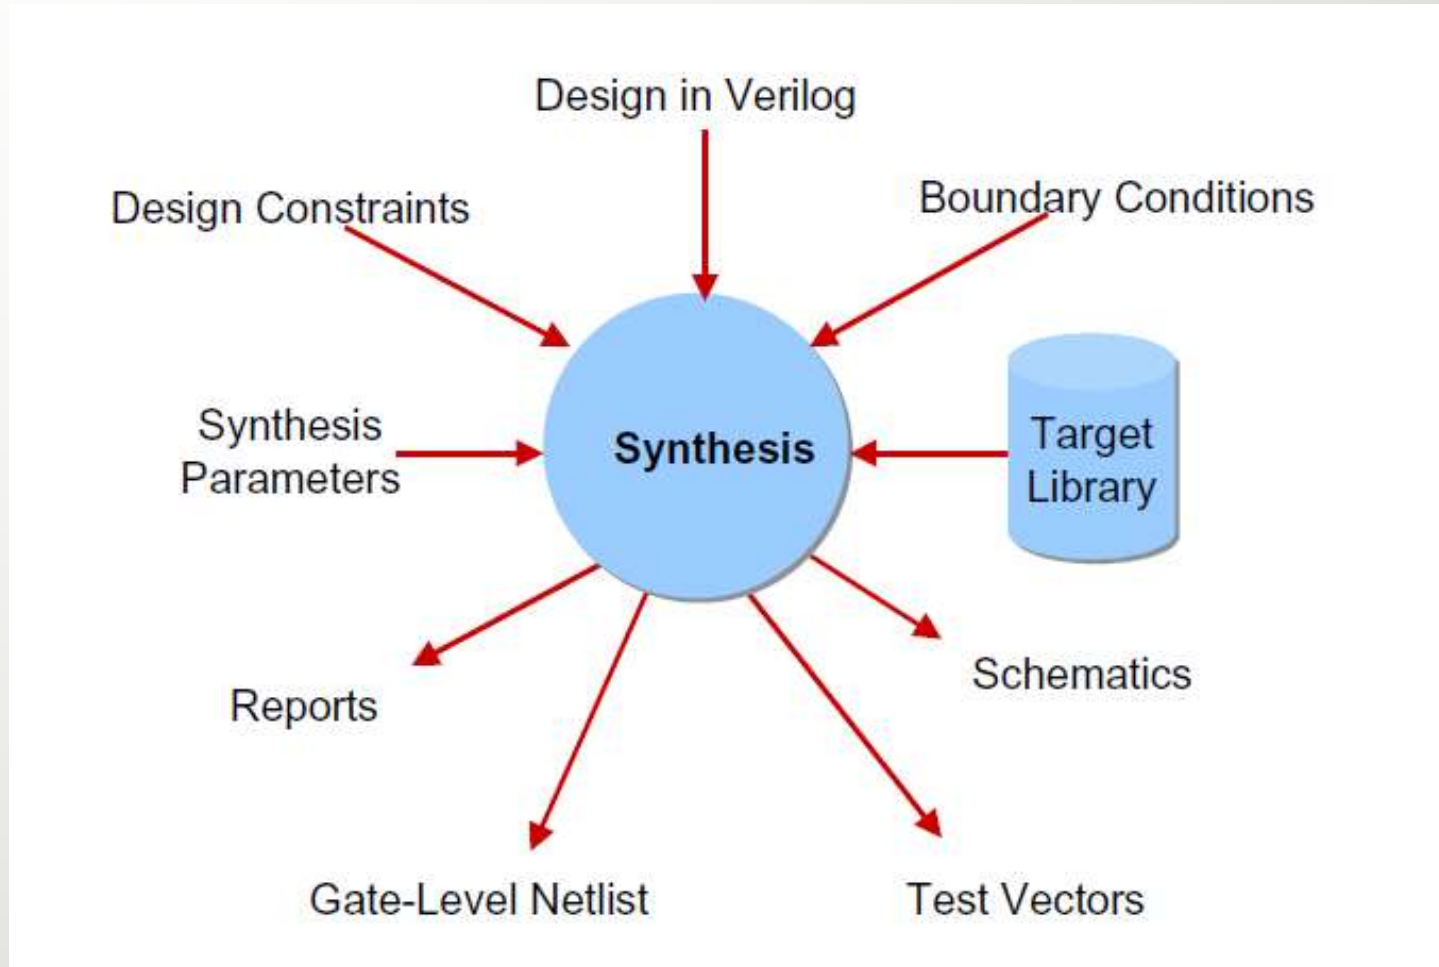 Design in Verilog
Design Constraints
Boundary Conditions
Synthesis
Parameters
Synthesis
Target
Library
Reports
Schematics
Gate-Level Netlist
Test Vectors